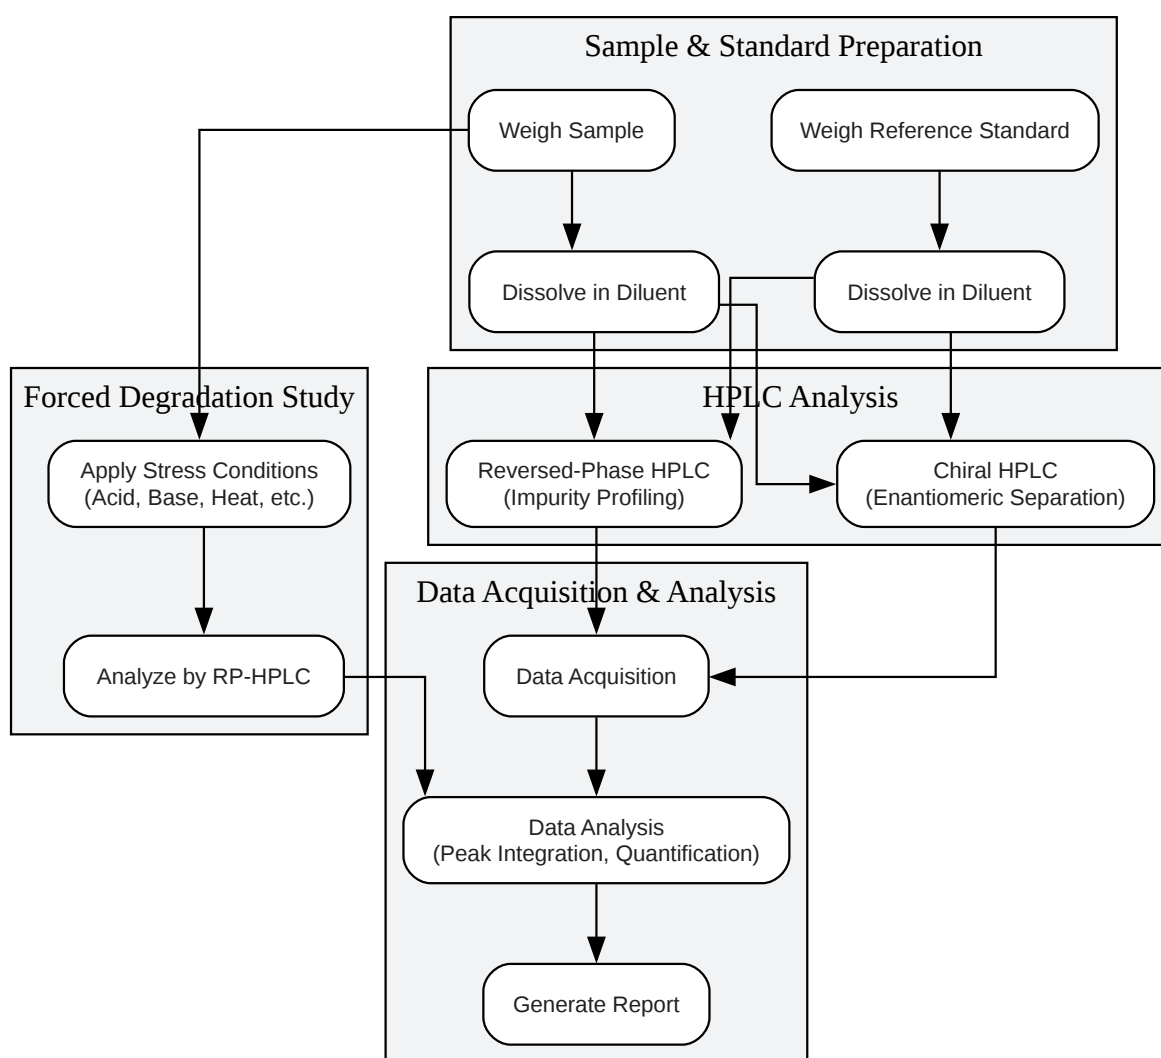 Sample & Standard Preparation
Weigh Sample
Weigh Reference Standard
Dissolve in Diluent
Dissolve in Diluent
Forced Degradation Study
HPLC Analysis
Apply Stress Conditions
(Acid, Base, Heat, etc.)
Reversed-Phase HPLC
(Impurity Profiling)
Chiral HPLC
(Enantiomeric Separation)
Data Acquisition & Analysis
Analyze by RP-HPLC
Data Acquisition
Data Analysis
(Peak Integration, Quantification)
Generate Report